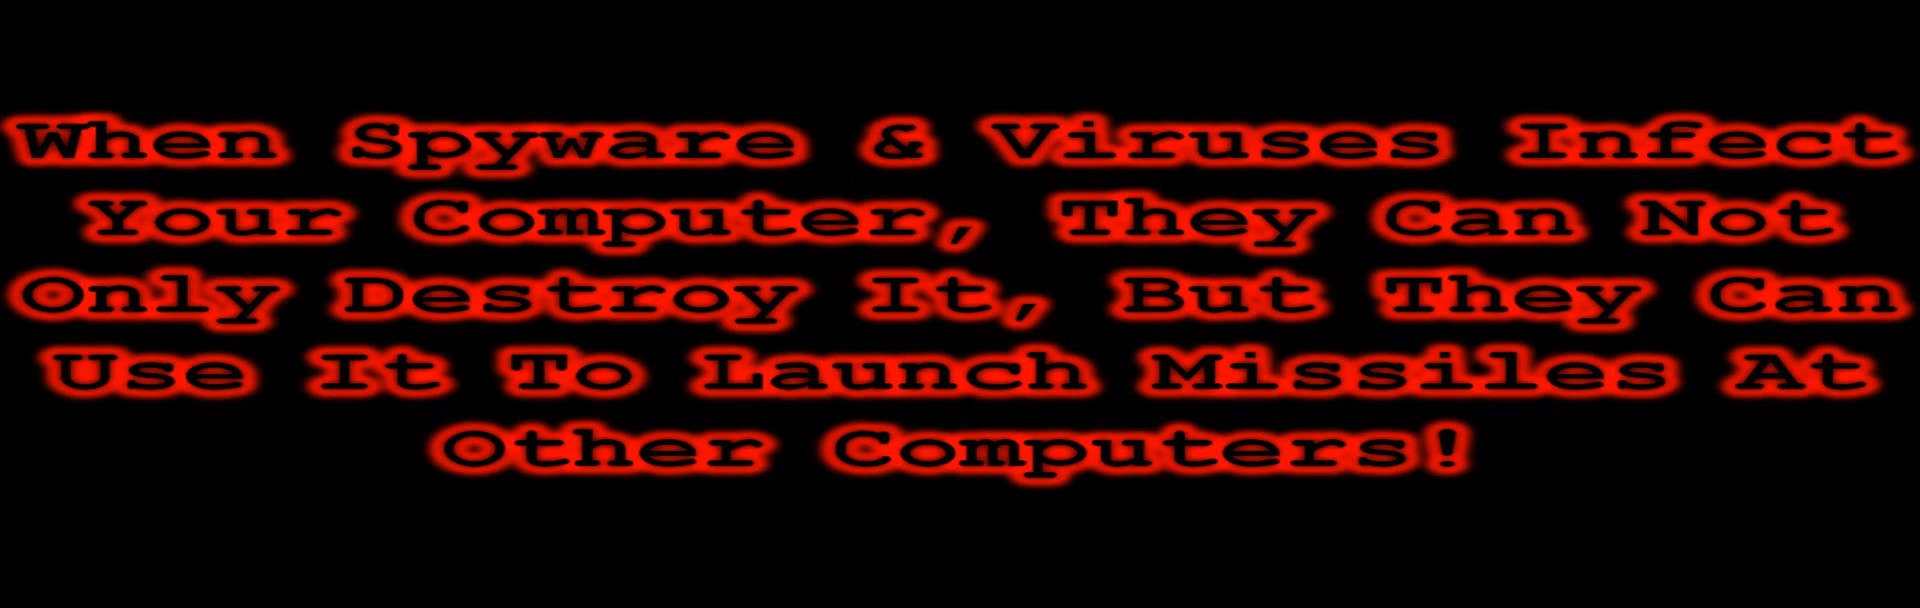 When Spyware & Viruses Infect
Your Computer, They Can Not
Only Destroy It, But They Can
Use It To Launch Missiles At
Other Computers!